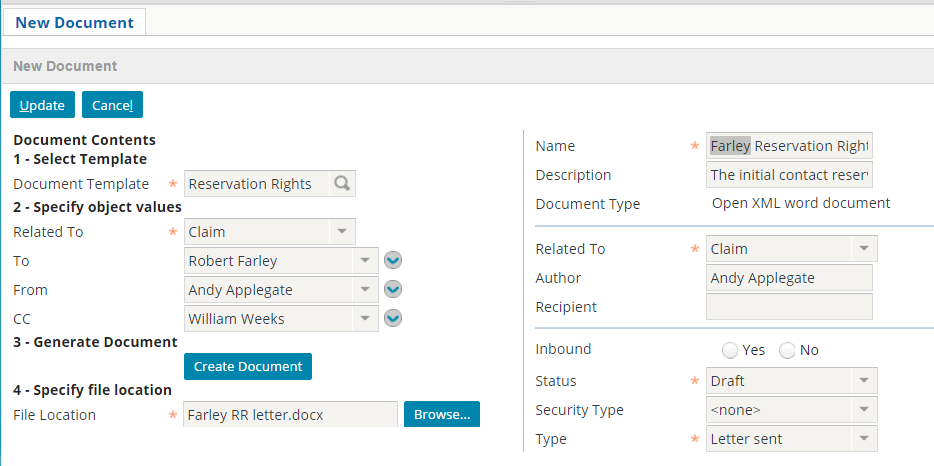 New Document
New Document
Update Cancel
Document Contents
1 - Select Template
Document Template * Reservation Rights
2 - Specify object values
Related To * Claim
To Robert Farley
From Andy Applegate
CC William Weeks
3 - Generate Document
Create Document
4 - Specify file location
File Location * Farley RR letter.docx Browse...
Name * Farley Reservation Right
Description The initial contact reser
Document Type Open XML word document
Related To * Claim
Author Andy Applegate
Recipient
Inbound Yes No
Status * Draft
Security Type <none>
Type * Letter sent